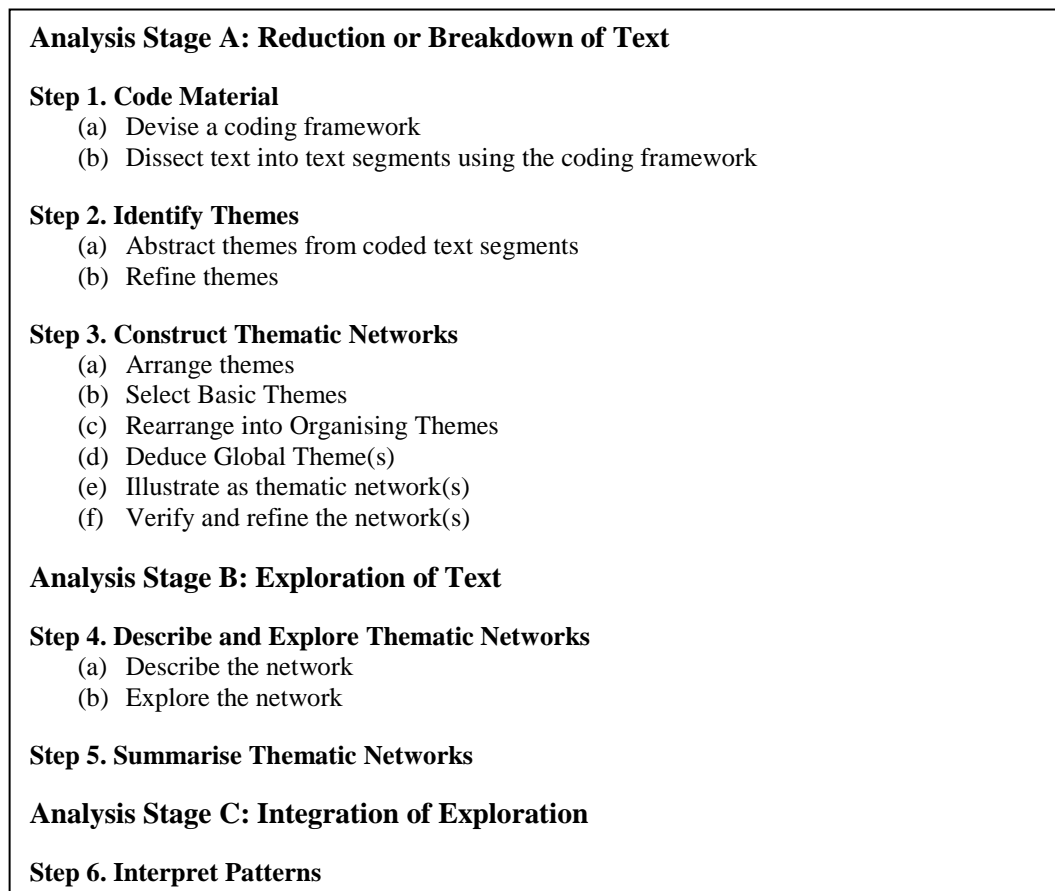 Analysis Stage A: Reduction or Breakdown of Text
Step 1. Code Material
(a) Devise a coding framework
(b) Dissect text into text segments using the coding framework
Step 2. Identify Themes
(a) Abstract themes from coded text segments
(b) Refine themes
Step 3. Construct Thematic Networks
(a) Arrange themes
(b) Select Basic Themes
(c) Rearrange into Organising Themes
(d) Deduce Global Theme(s)
(e) Illustrate as thematic network(s)
(f) Verify and refine the network(s)
Analysis Stage B: Exploration of Text
Step 4. Describe and Explore Thematic Networks
(a) Describe the network
(b) Explore the network
Step 5. Summarise Thematic Networks
Analysis Stage C: Integration of Exploration
Step 6. Interpret Patterns